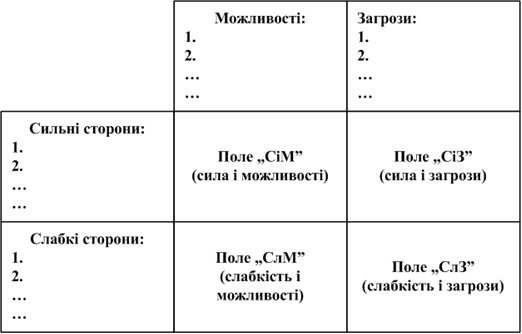 Можливості:
1.
2.
…
…
Загрози:
1.
2.
…
…
Сильні сторони:
1.
2.
…
…
Поле „СіМ”
(сила і можливості)
Поле „СіЗ”
(сила і загрози)
Слабкі сторони:
1.
2.
…
…
Поле „СлМ”
(слабкість і
можливості)
Поле „СлЗ”
(слабкість і загрози)